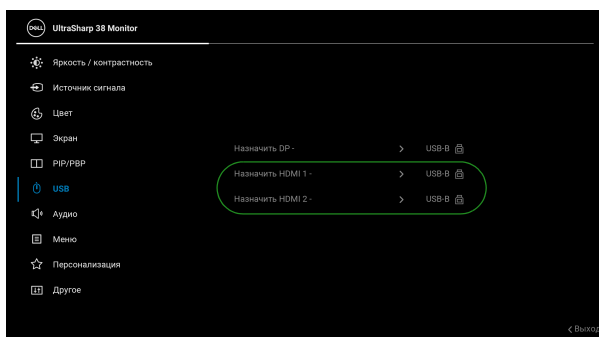 DELL UltraSharp 38 Monitor
Яркость / контрастность
Источник сигнала
Цвет
Экран
Назначить DP - > USB-B
PIP/PBP
Назначить HDMI 1 - > USB-B
USB
Назначить HDMI 2 - > USB-B
Аудио
Меню
Персонализация
Другое
< Выход